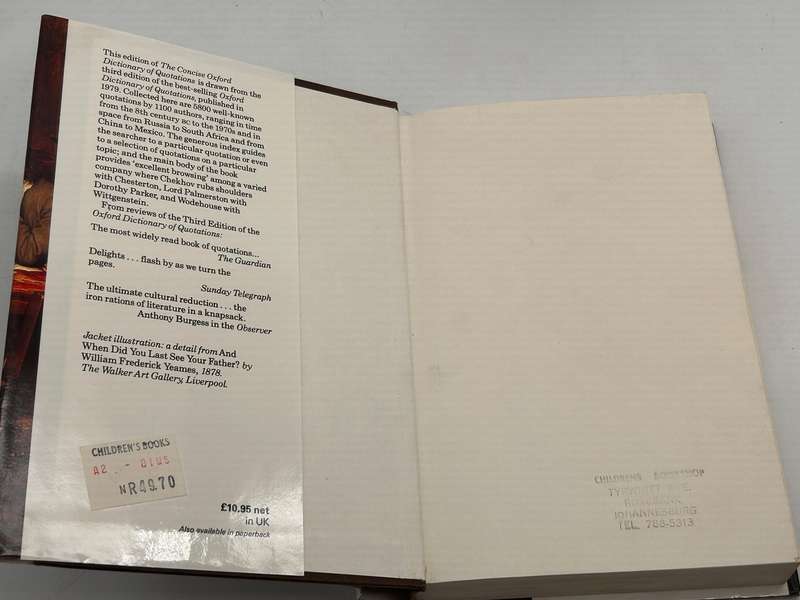 This edition of The Concise Oxford
Dictionary of Quotations is drawn from the
third edition of the best-selling Oxford
Dictionary of Quotations, published in
1979. Collected here are 5800 well-known
quotations by 1100 authors, ranging in time
from the 8th century BC to the 1970s and in
space from Russia to South Africa and from
China to Mexico. The generous index guides
the searcher to a particular quotation or even
to a selection of quotations on a particular
topic; and the main body of the book
provides 'excellent browsing' among a varied
company where Chekhov rubs shoulders
with Chesterton, Lord Palmerston with
Dorothy Parker, and Wodehouse with
Wittgenstein.
From reviews of the Third Edition of the
Oxford Dictionary of Quotations:
The most widely read book of quotations...
The Guardian
Delights . . . flash by as we turn the
pages.
Sunday Telegraph
The ultimate cultural reduction . . . the
iron rations of literature in a knapsack.
Anthony Burgess in the Observer
Jacket illustration: a detail from And
When Did You Last See Your Father? by
William Frederick Yeames, 1878.
The Walker Art Gallery, Liverpool.
CHILDREN'S BOOKS
NR49.70
£10.95 net
in UK
Also available in paperback
CHILDRENS BOOKSHOP
JOHANNESBURG
TEL. 788-5313